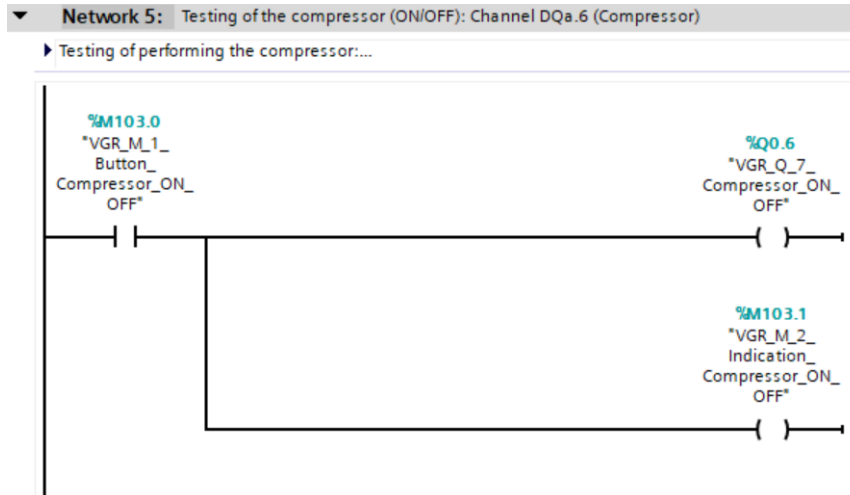 Network 5: Testing of the compressor (ON/OFF): Channel DQa.6 (Compressor)
Testing of performing the compressor:...
%M103.0
"VGR_M_1_
Button_
Compressor_ON_
OFF"
%Q0.6
"VGR_Q_7_
Compressor_ON_
OFF"
%M103.1
"VGR_M_2_
Indication_
Compressor_ON_
OFF"